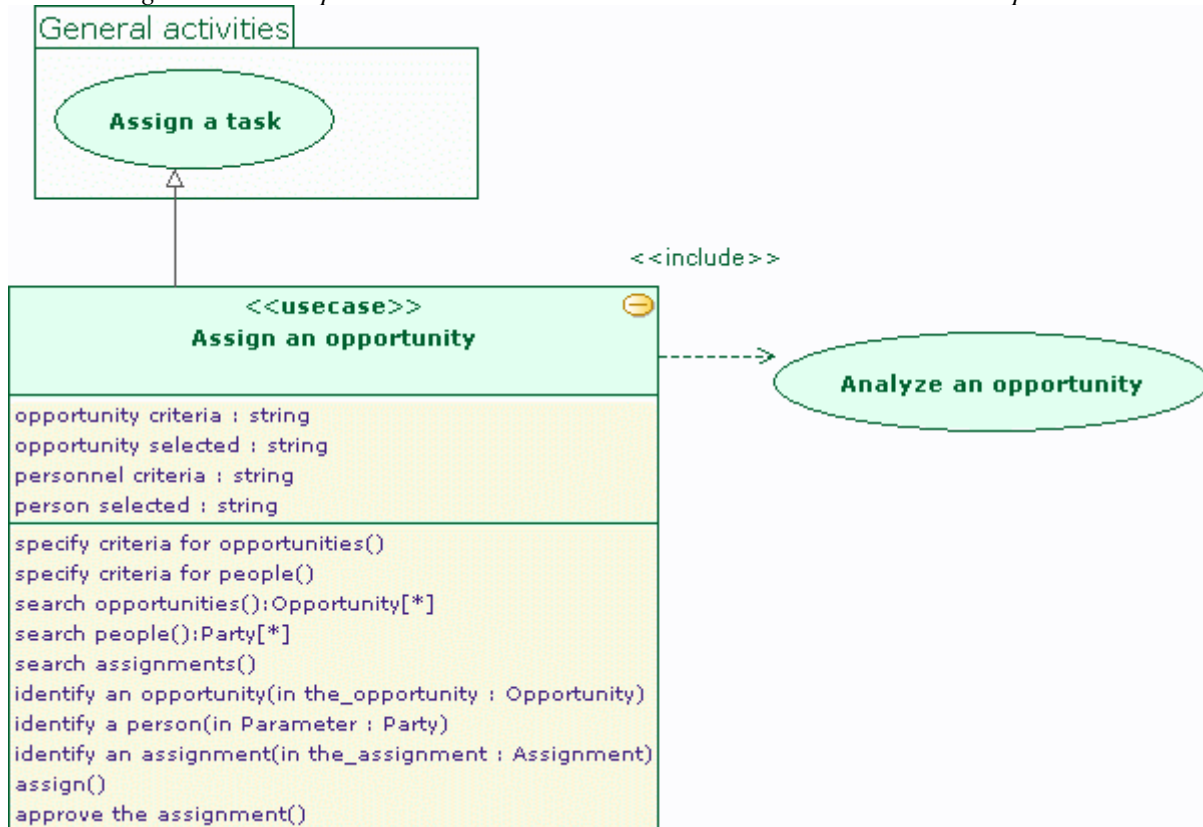 General activities
Assign a task
<<include>>
<<usecase>>
Assign an opportunity
Analyze an opportunity
opportunity criteria : string
opportunity selected : string
personnel criteria : string
person selected : string
specify criteria for opportunities()
specify criteria for people()
search opportunities():Opportunity[*]
search people():Party[*]
search assignments()
identify an opportunity(in the_opportunity : Opportunity)
identify a person(in Parameter : Party)
identify an assignment(in the_assignment : Assignment)
assign()
approve the assignment()